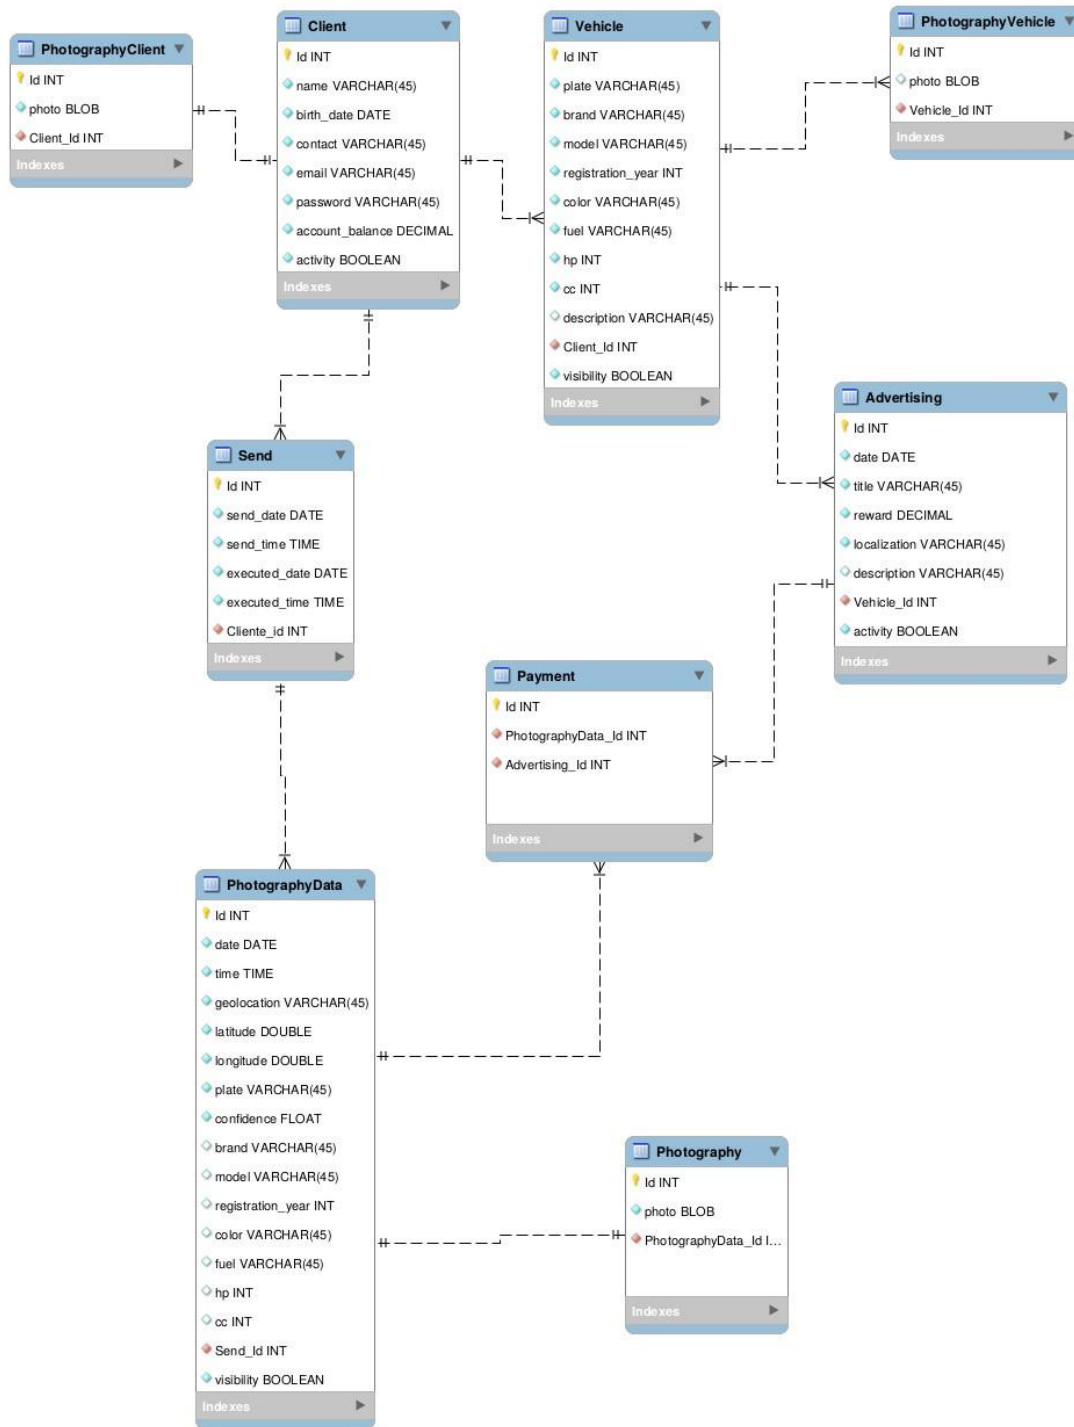 PhotographyClient
Id INT
photo BLOB
Client_Id INT
Indexes
Client
Id INT
name VARCHAR(45)
birth_date DATE
contact VARCHAR(45)
email VARCHAR(45)
password VARCHAR(45)
account_balance DECIMAL
activity BOOLEAN
Indexes
Vehicle
Id INT
plate VARCHAR(45)
brand VARCHAR(45)
model VARCHAR(45)
registration_year INT
color VARCHAR(45)
fuel VARCHAR(45)
hp INT
cc INT
description VARCHAR(45)
Client_Id INT
visibility BOOLEAN
Indexes
PhotographyVehicle
Id INT
photo BLOB
Vehicle_Id INT
Indexes
Advertising
Id INT
date DATE
title VARCHAR(45)
reward DECIMAL
localization VARCHAR(45)
description VARCHAR(45)
Vehicle_Id INT
activity BOOLEAN
Indexes
Send
Id INT
send_date DATE
send_time TIME
executed_date DATE
executed_time TIME
Cliente_id INT
Indexes
Payment
Id INT
PhotographyData_Id INT
Advertising_Id INT
Indexes
PhotographyData
Id INT
date DATE
time TIME
geolocation VARCHAR(45)
latitude DOUBLE
longitude DOUBLE
plate VARCHAR(45)
confidence FLOAT
brand VARCHAR(45)
model VARCHAR(45)
registration_year INT
color VARCHAR(45)
fuel VARCHAR(45)
hp INT
cc INT
Send_Id INT
visibility BOOLEAN
Indexes
Photography
Id INT
photo BLOB
PhotographyData_Id I...
Indexes